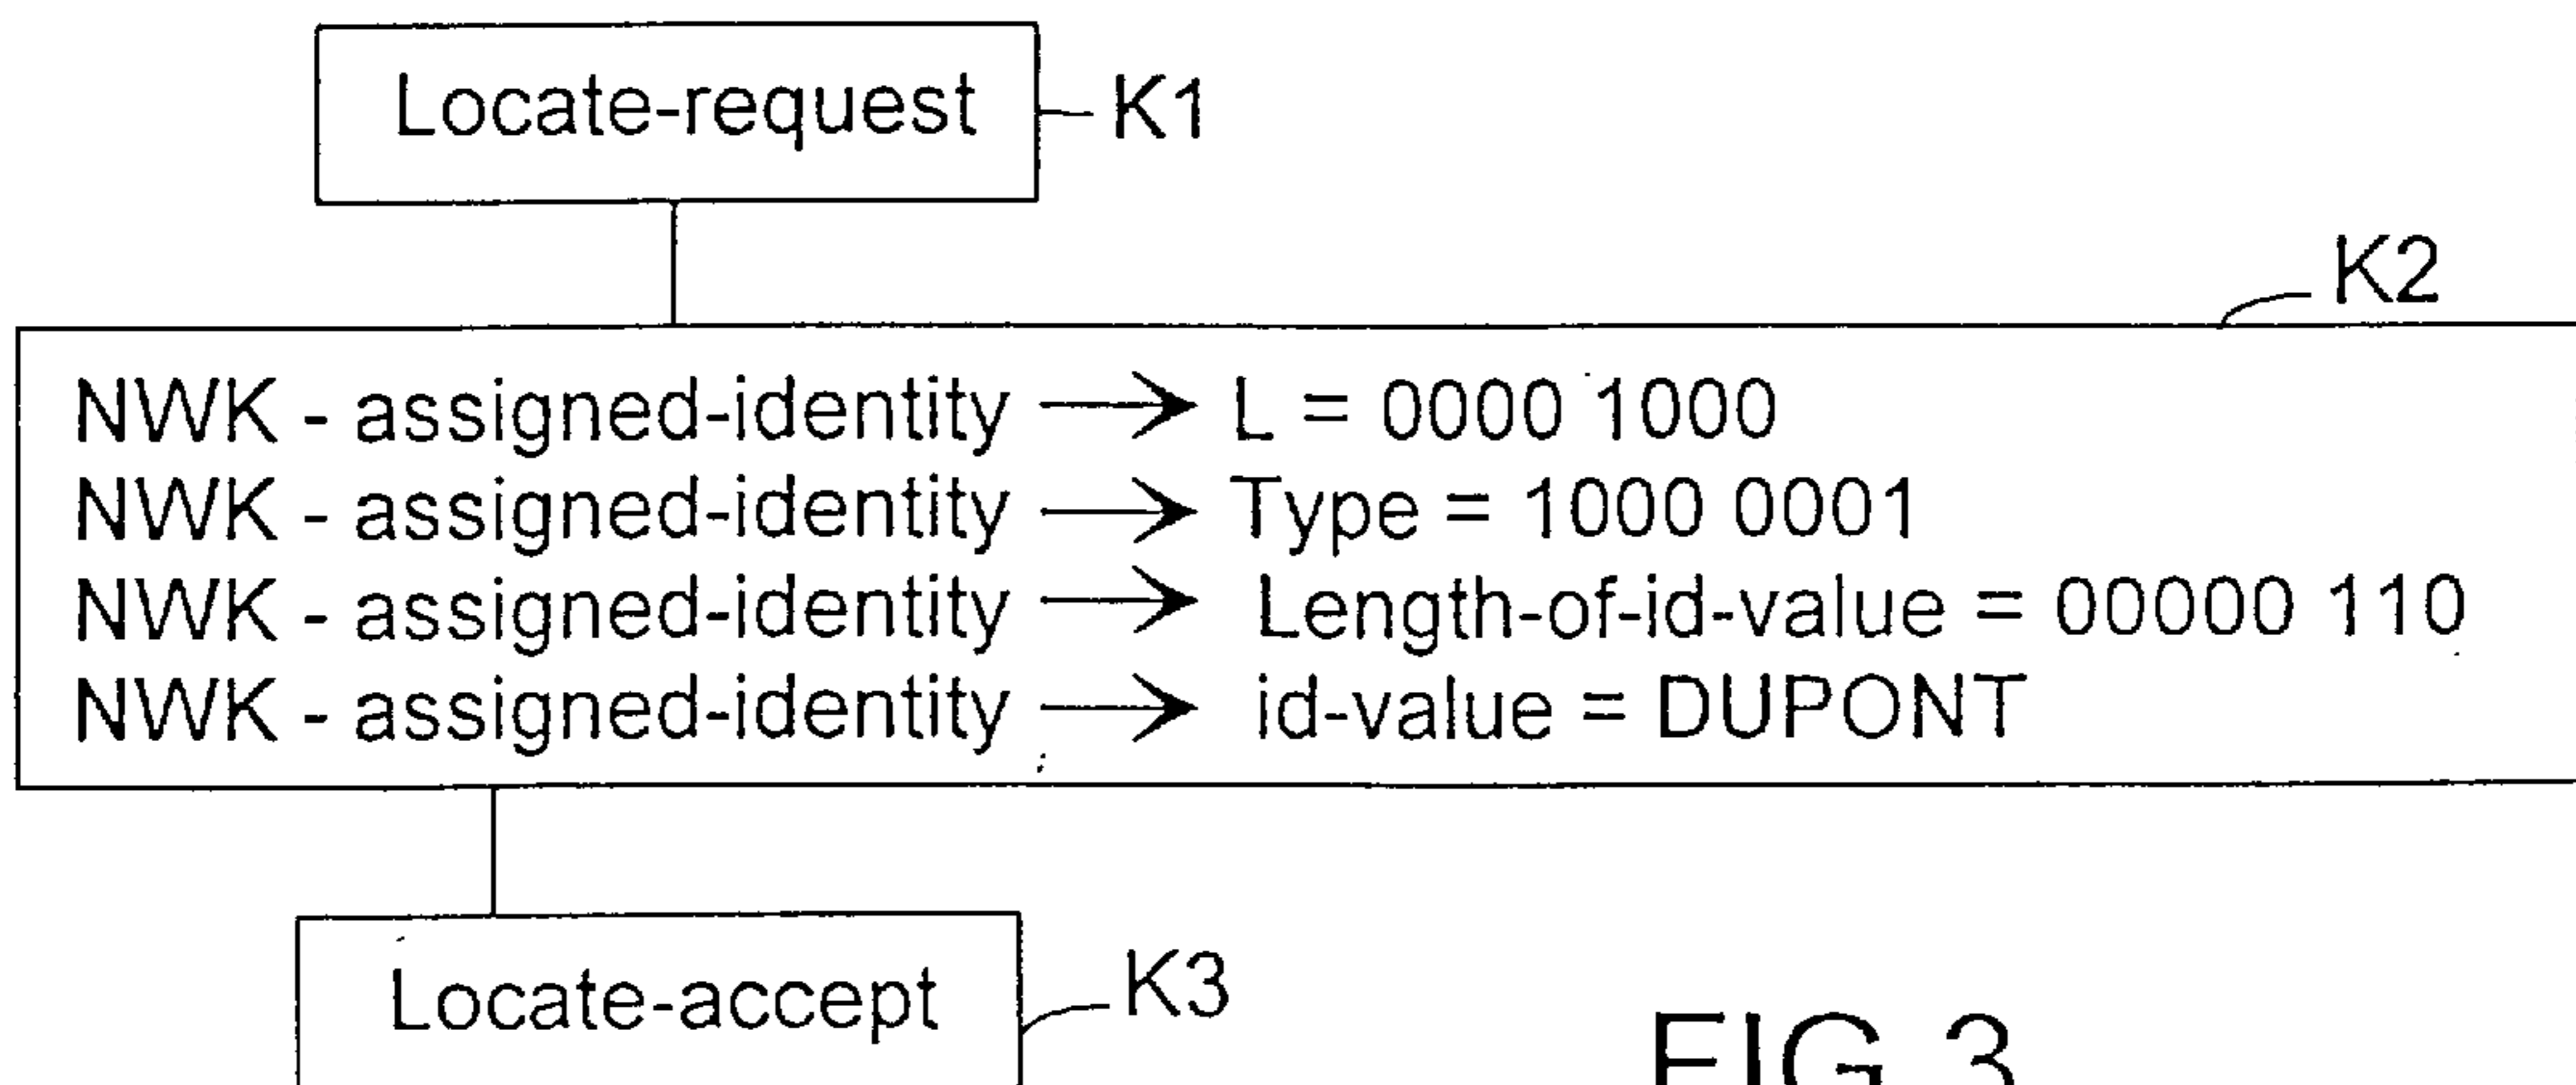 Locate-request
K1
K2
NWK - assigned-identity → L = 0000 1000
NWK - assigned-identity → Type = 1000 0001
NWK - assigned-identity → Length-of-id-value = 00000 110
NWK - assigned-identity → id-value = DUPONT
Locate-accept
K3
FIG.3